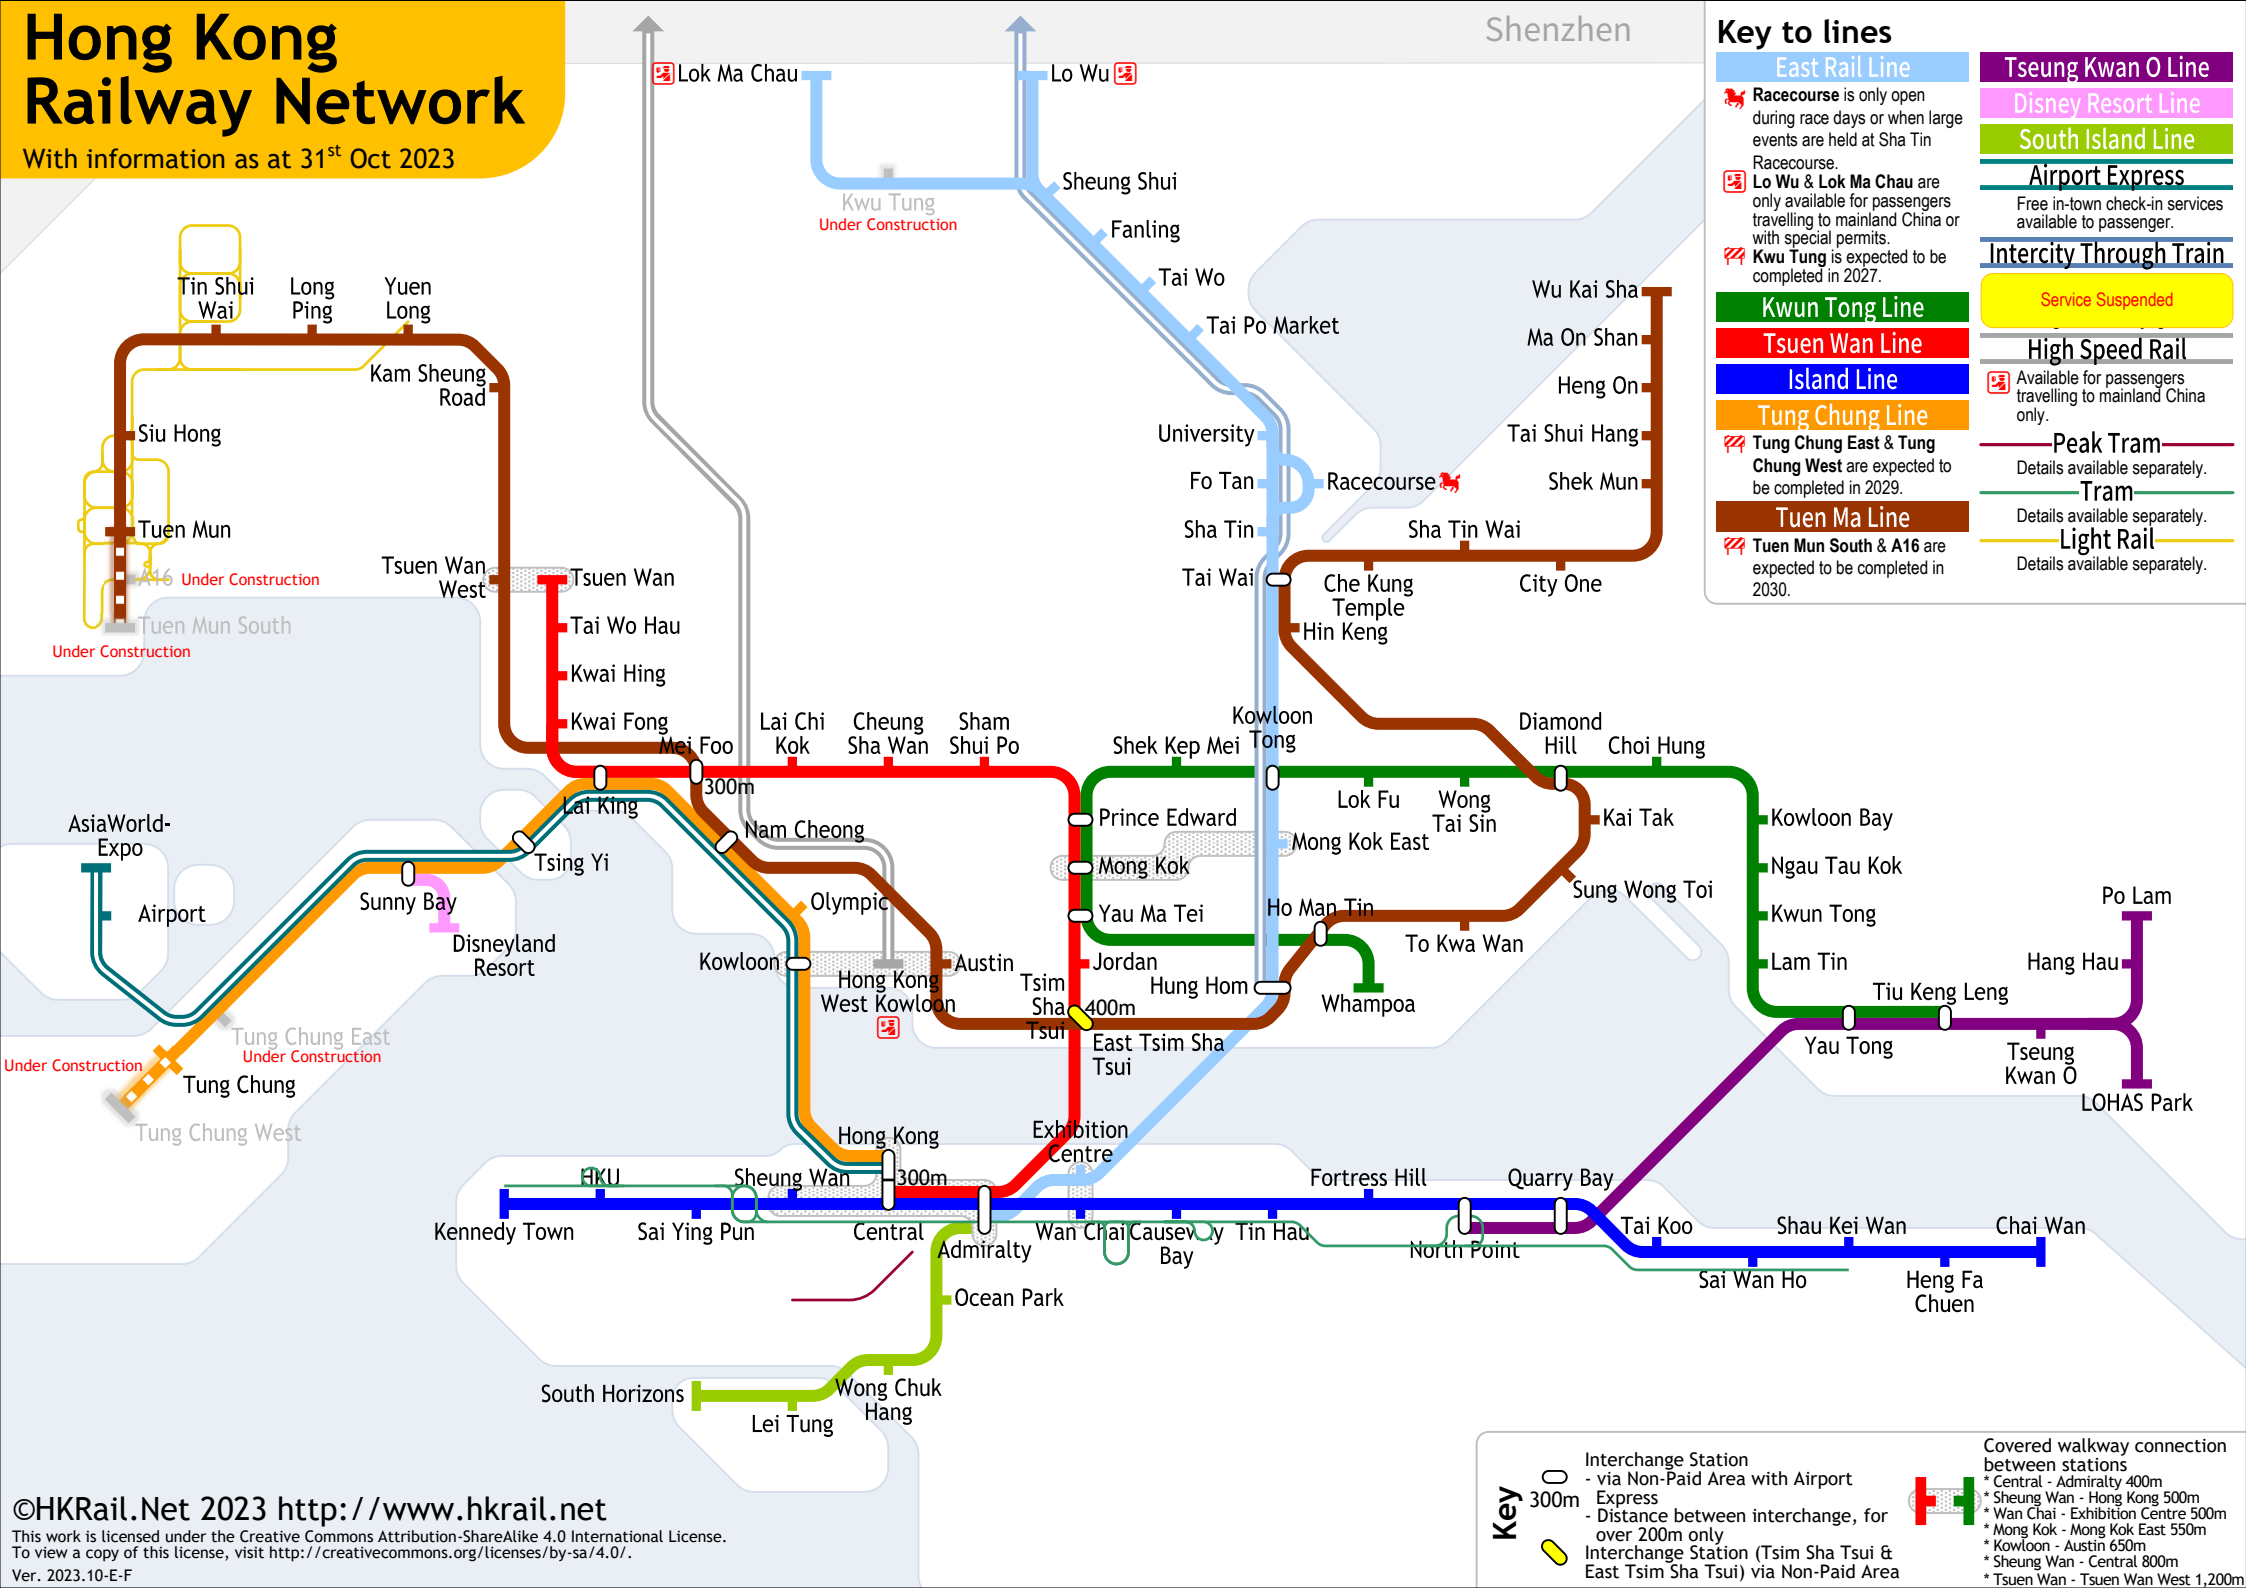 Hong Kong
Railway Network
With information as at 31st Oct 2023
Shenzhen
Lok Ma Chau
Lo Wu
Kwu Tung
Under Construction
Sheung Shui
Fanling
Tai Wo
Tai Po Market
Tin Shui
Wai
Long
Ping
Yuen
Long
Kam Sheung
Road
Siu Hong
Tuen Mun
A16 Under Construction
Tuen Mun South
Under Construction
Wu Kai Sha
Ma On Shan
Heng On
Tai Shui Hang
Shek Mun
University
Fo Tan
Racecourse
Sha Tin
Tai Wai
Sha Tin Wai
Che Kung
Temple
City One
Hin Keng
Tsuen Wan
West
Tsuen Wan
Tai Wo Hau
Kwai Hing
Kwai Fong
Mei Foo
300m
Lai Chi
Kok
Cheung
Sha Wan
Sham
Shui Po
Shek Kep Mei
Kowloon
Tong
Diamond
Hill
Choi Hung
Lok Fu
Wong
Tai Sin
Lai King
AsiaWorld-
Expo
Airport
Tsing Yi
Sunny Bay
Disneyland
Resort
Nam Cheong
Olympic
Kowloon
Hong Kong
West Kowloon
Austin
Prince Edward
Mong Kok
Mong Kok East
Yau Ma Tei
Jordan
Tsim
Sha
Tsui
400m
East Tsim Sha
Tsui
Hung Hom
Ho Man Tin
Whampoa
To Kwa Wan
Sung Wong Toi
Kai Tak
Kowloon Bay
Ngau Tau Kok
Kwun Tong
Lam Tin
Tiu Keng Leng
Yau Tong
Po Lam
Hang Hau
Tseung
Kwan O
LOHAS Park
Tung Chung East
Under Construction
Under Construction
Tung Chung
Tung Chung West
Hong Kong
300m
Exhibition
Centre
Kennedy Town
HKU
Sai Ying Pun
Sheung Wan
Central
Admiralty
Wan Chai
Causeway
Bay
Tin Hau
Fortress Hill
North Point
Quarry Bay
Tai Koo
Sai Wan Ho
Shau Kei Wan
Heng Fa
Chuen
Chai Wan
Ocean Park
Wong Chuk
Hang
Lei Tung
South Horizons
Key to lines
East Rail Line
Racecourse is only open
during race days or when large
events are held at Sha Tin
Racecourse.
Lo Wu & Lok Ma Chau are
only available for passengers
travelling to mainland China or
with special permits.
Kwu Tung is expected to be
completed in 2027.
Kwun Tong Line
Tsuen Wan Line
Island Line
Tung Chung Line
Tung Chung East & Tung
Chung West are expected to
be completed in 2029.
Tuen Ma Line
Tuen Mun South & A16 are
expected to be completed in
2030.
Tseung Kwan O Line
Disney Resort Line
South Island Line
Airport Express
Free in-town check-in services
available to passenger.
Intercity Through Train
Service Suspended
High Speed Rail
Available for passengers
travelling to mainland China
only.
Peak Tram
Details available separately.
Tram
Details available separately.
Light Rail
Details available separately.
Key
Interchange Station
- via Non-Paid Area with Airport
Express
300m
- Distance between interchange, for
over 200m only
Interchange Station (Tsim Sha Tsui &
East Tsim Sha Tsui) via Non-Paid Area
Covered walkway connection
between stations
* Central - Admiralty 400m
* Sheung Wan - Hong Kong 500m
* Wan Chai - Exhibition Centre 500m
* Mong Kok - Mong Kok East 550m
* Kowloon - Austin 650m
* Sheung Wan - Central 800m
* Tsuen Wan - Tsuen Wan West 1,200m
©HKRail.Net 2023 http://www.hkrail.net
This work is licensed under the Creative Commons Attribution-ShareAlike 4.0 International License.
To view a copy of this license, visit http://creativecommons.org/licenses/by-sa/4.0/.
Ver. 2023.10-E-F